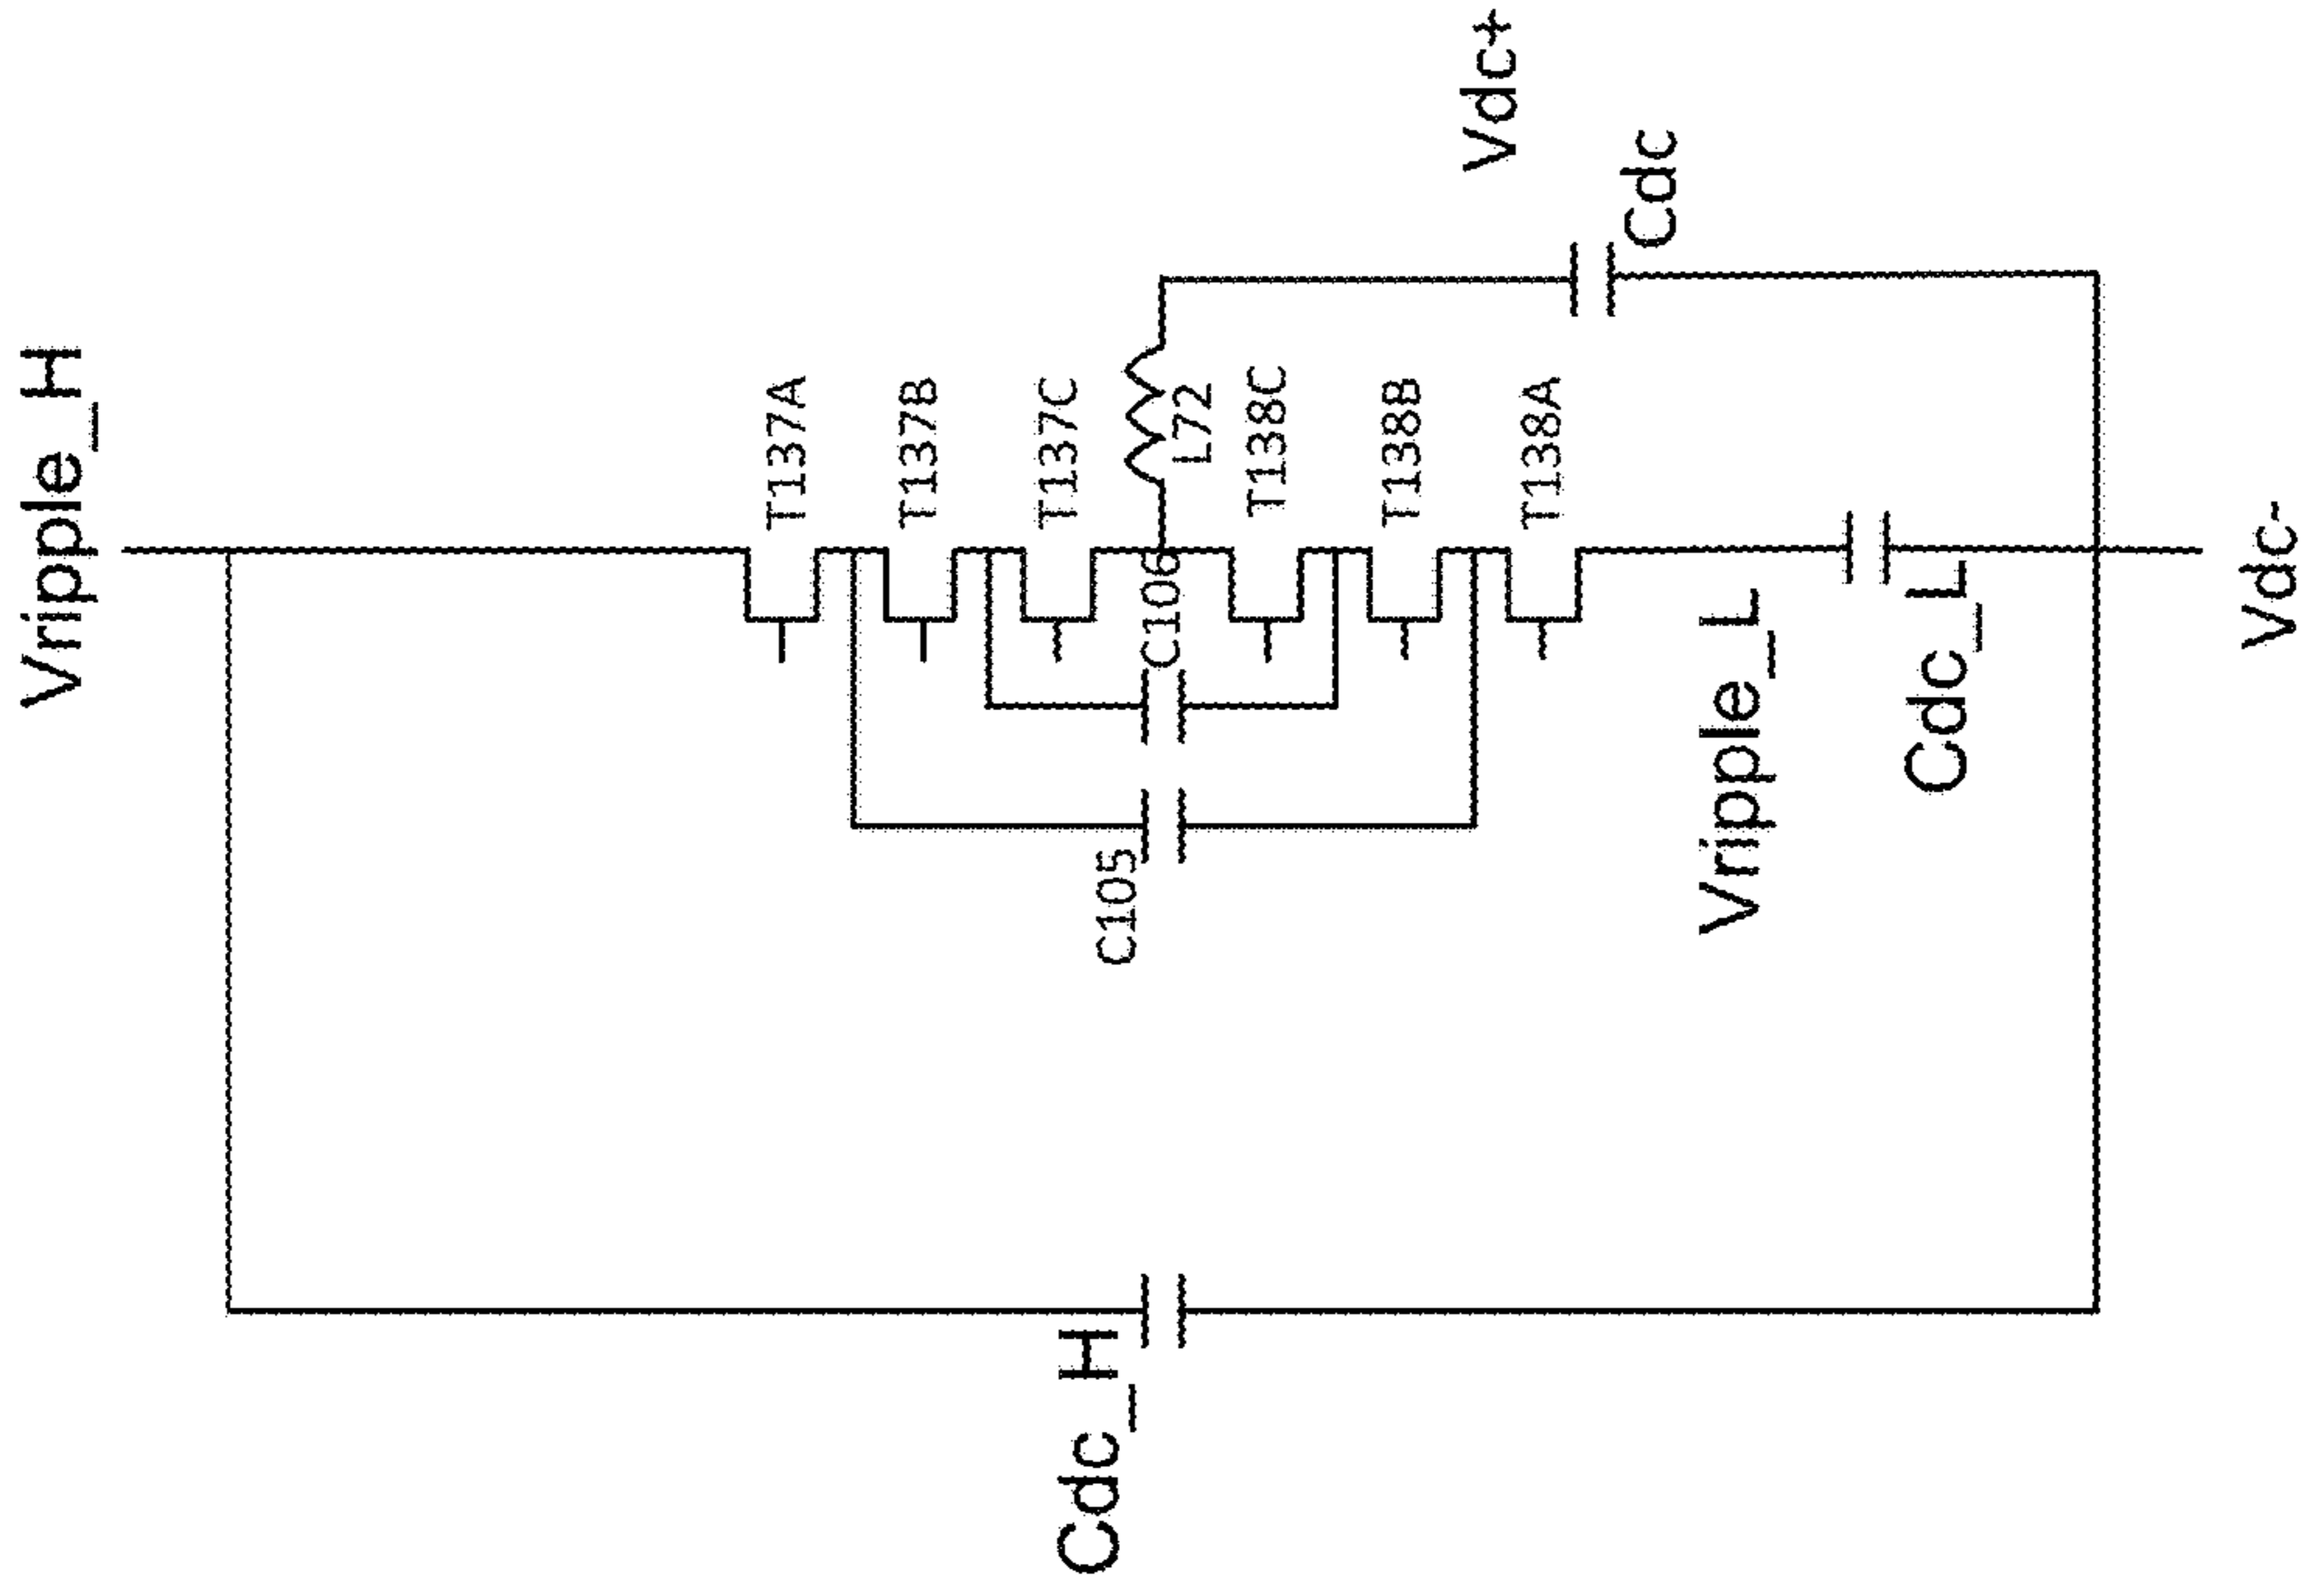 Vripple_H
Vdc+
Cdc
T137A
T137B
T137C
L72
T138C
T138B
T138A
C106
C105
Vripple_L
Cdc_L
Vdc-
Cdc_H